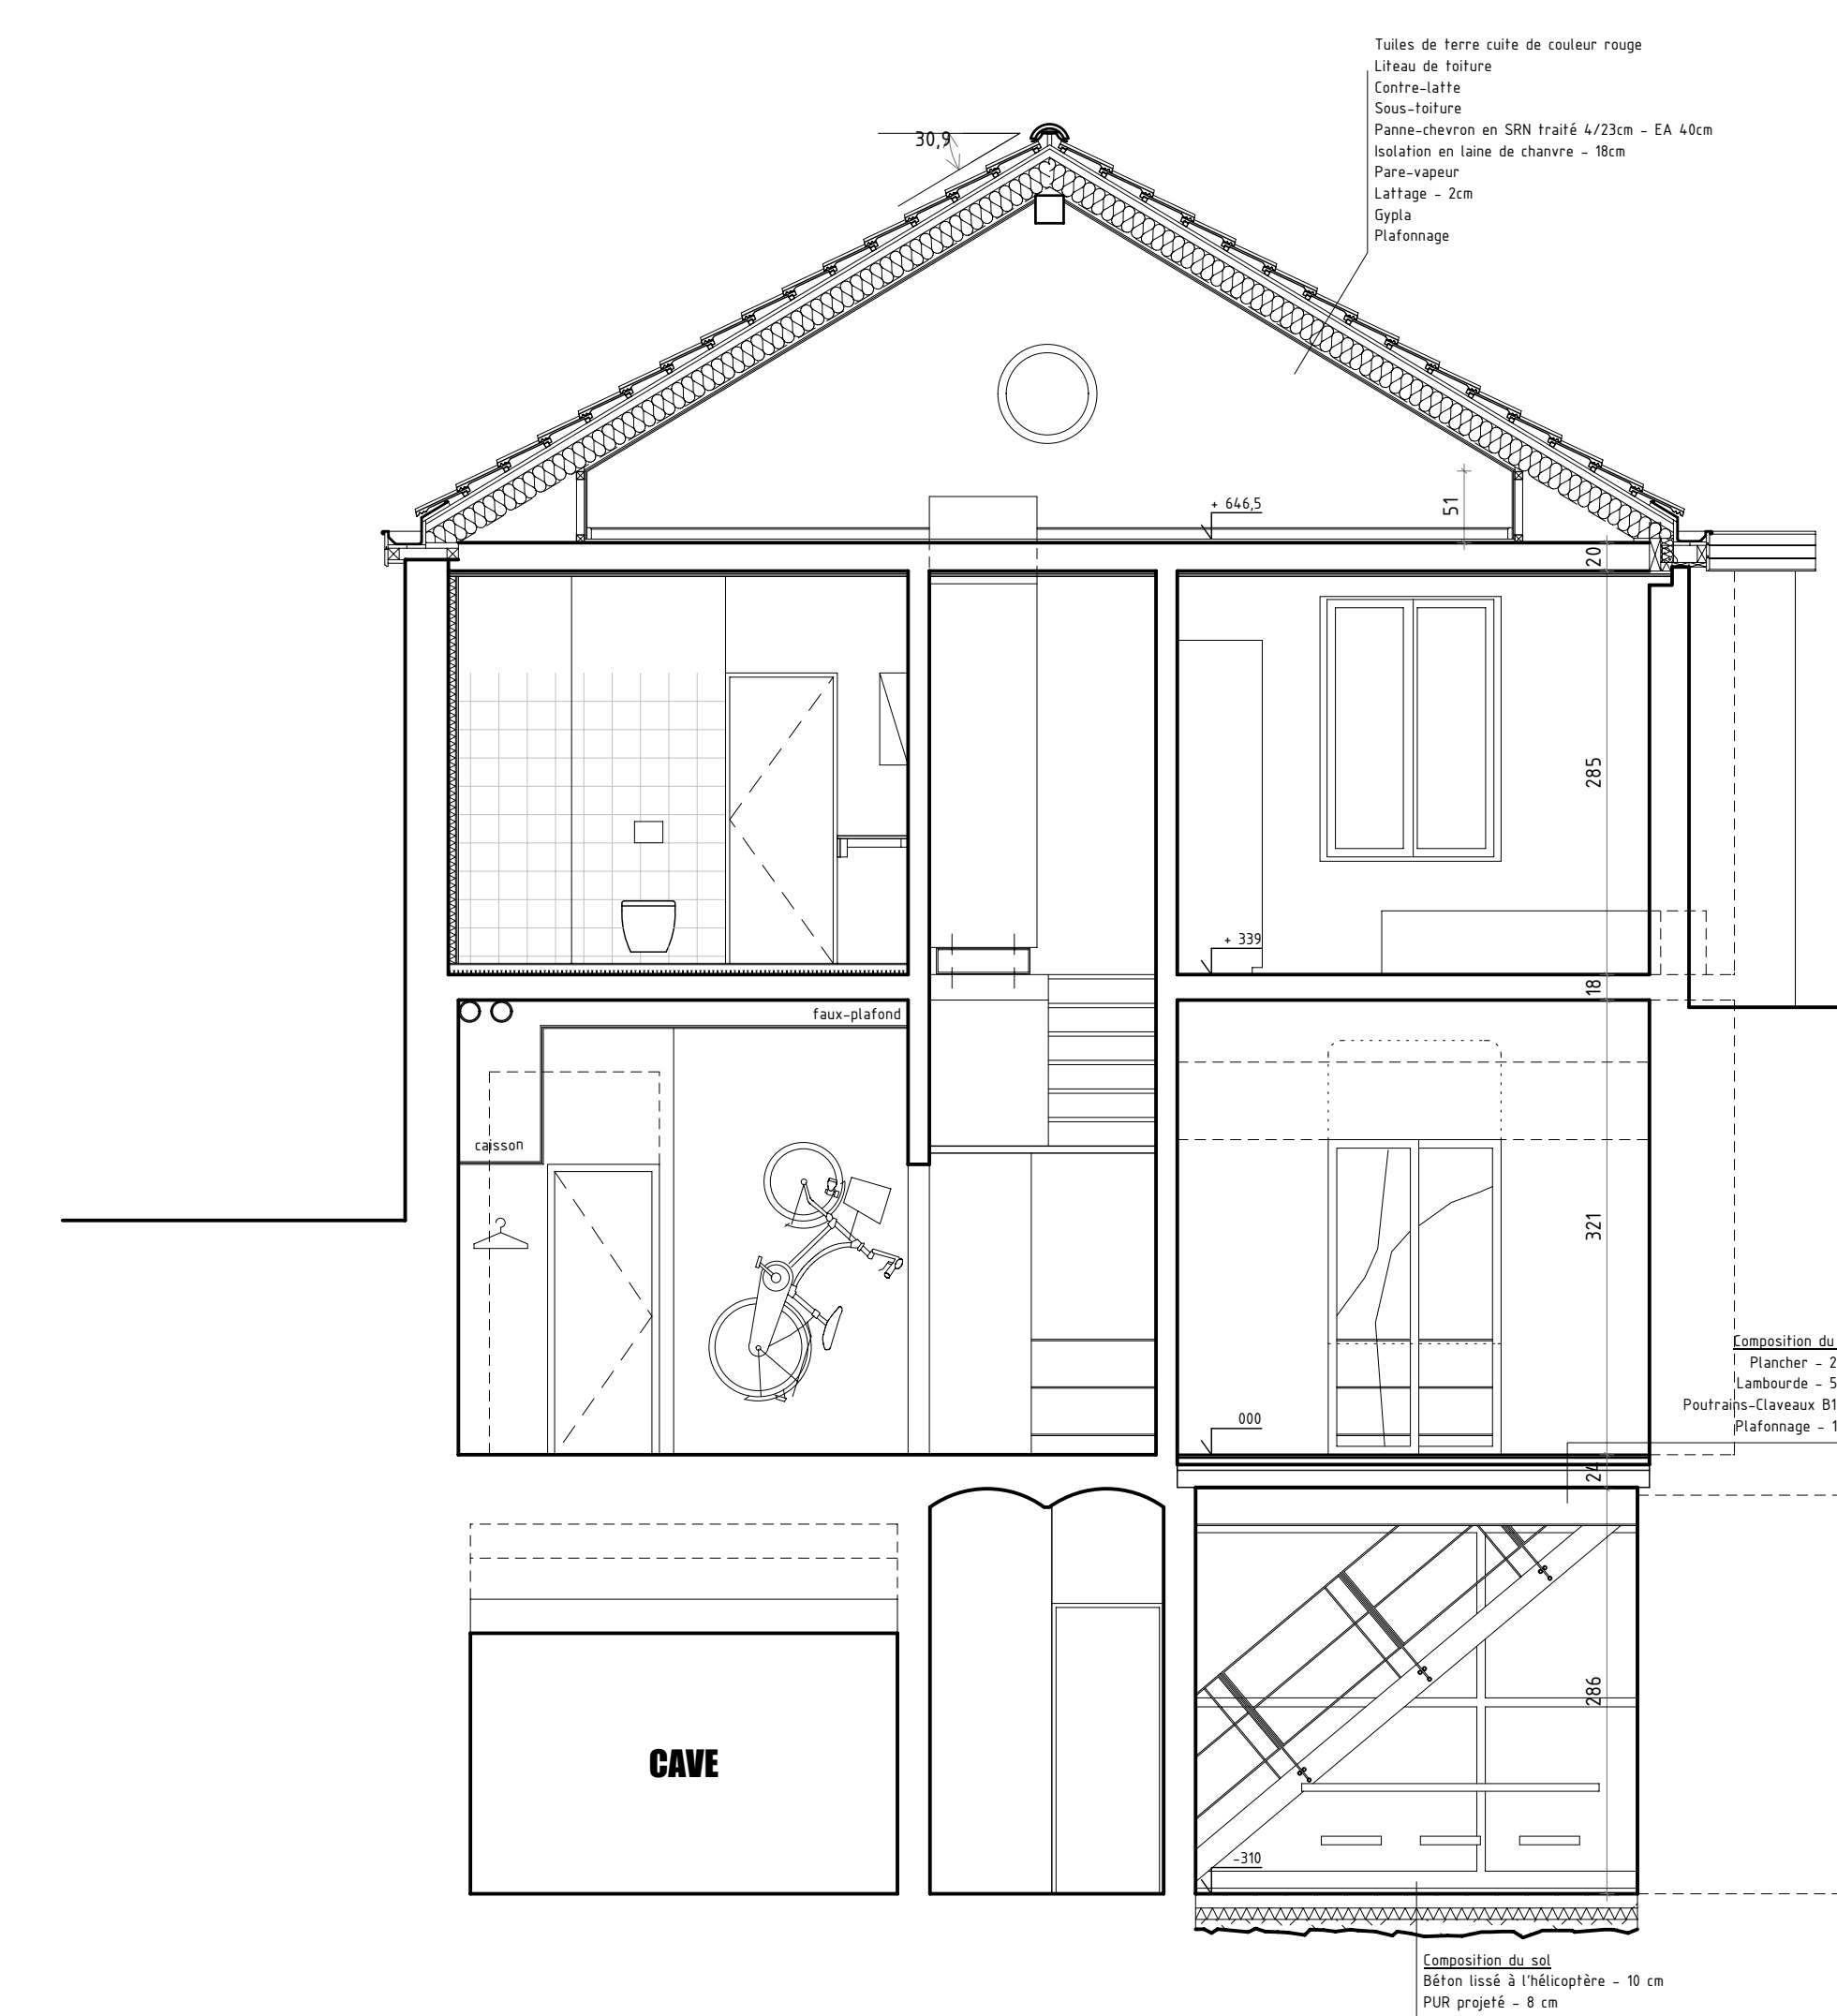 Tuiles de terre cuite de couleur rouge
Liteau de toiture
Contre-latte
Sous-toiture
Panne-chevron en SRN traité 4/23cm - EA 40cm
Isolation en laine de chanvre - 18cm
Pare-vapeur
Lattage - 2cm
Gypla
Plafonnage
30,9
+ 646,5
51
20
285
+ 339
18
faux-plafond
caisson
321
Composition du
Plancher - 2
Lambourde - 5
Poutrains-Claveaux B1
Plafonnage - 1
000
24
286
CAVE
-310
Composition du sol
Béton lissé à l'hélicoptère - 10 cm
PUR projeté - 8 cm